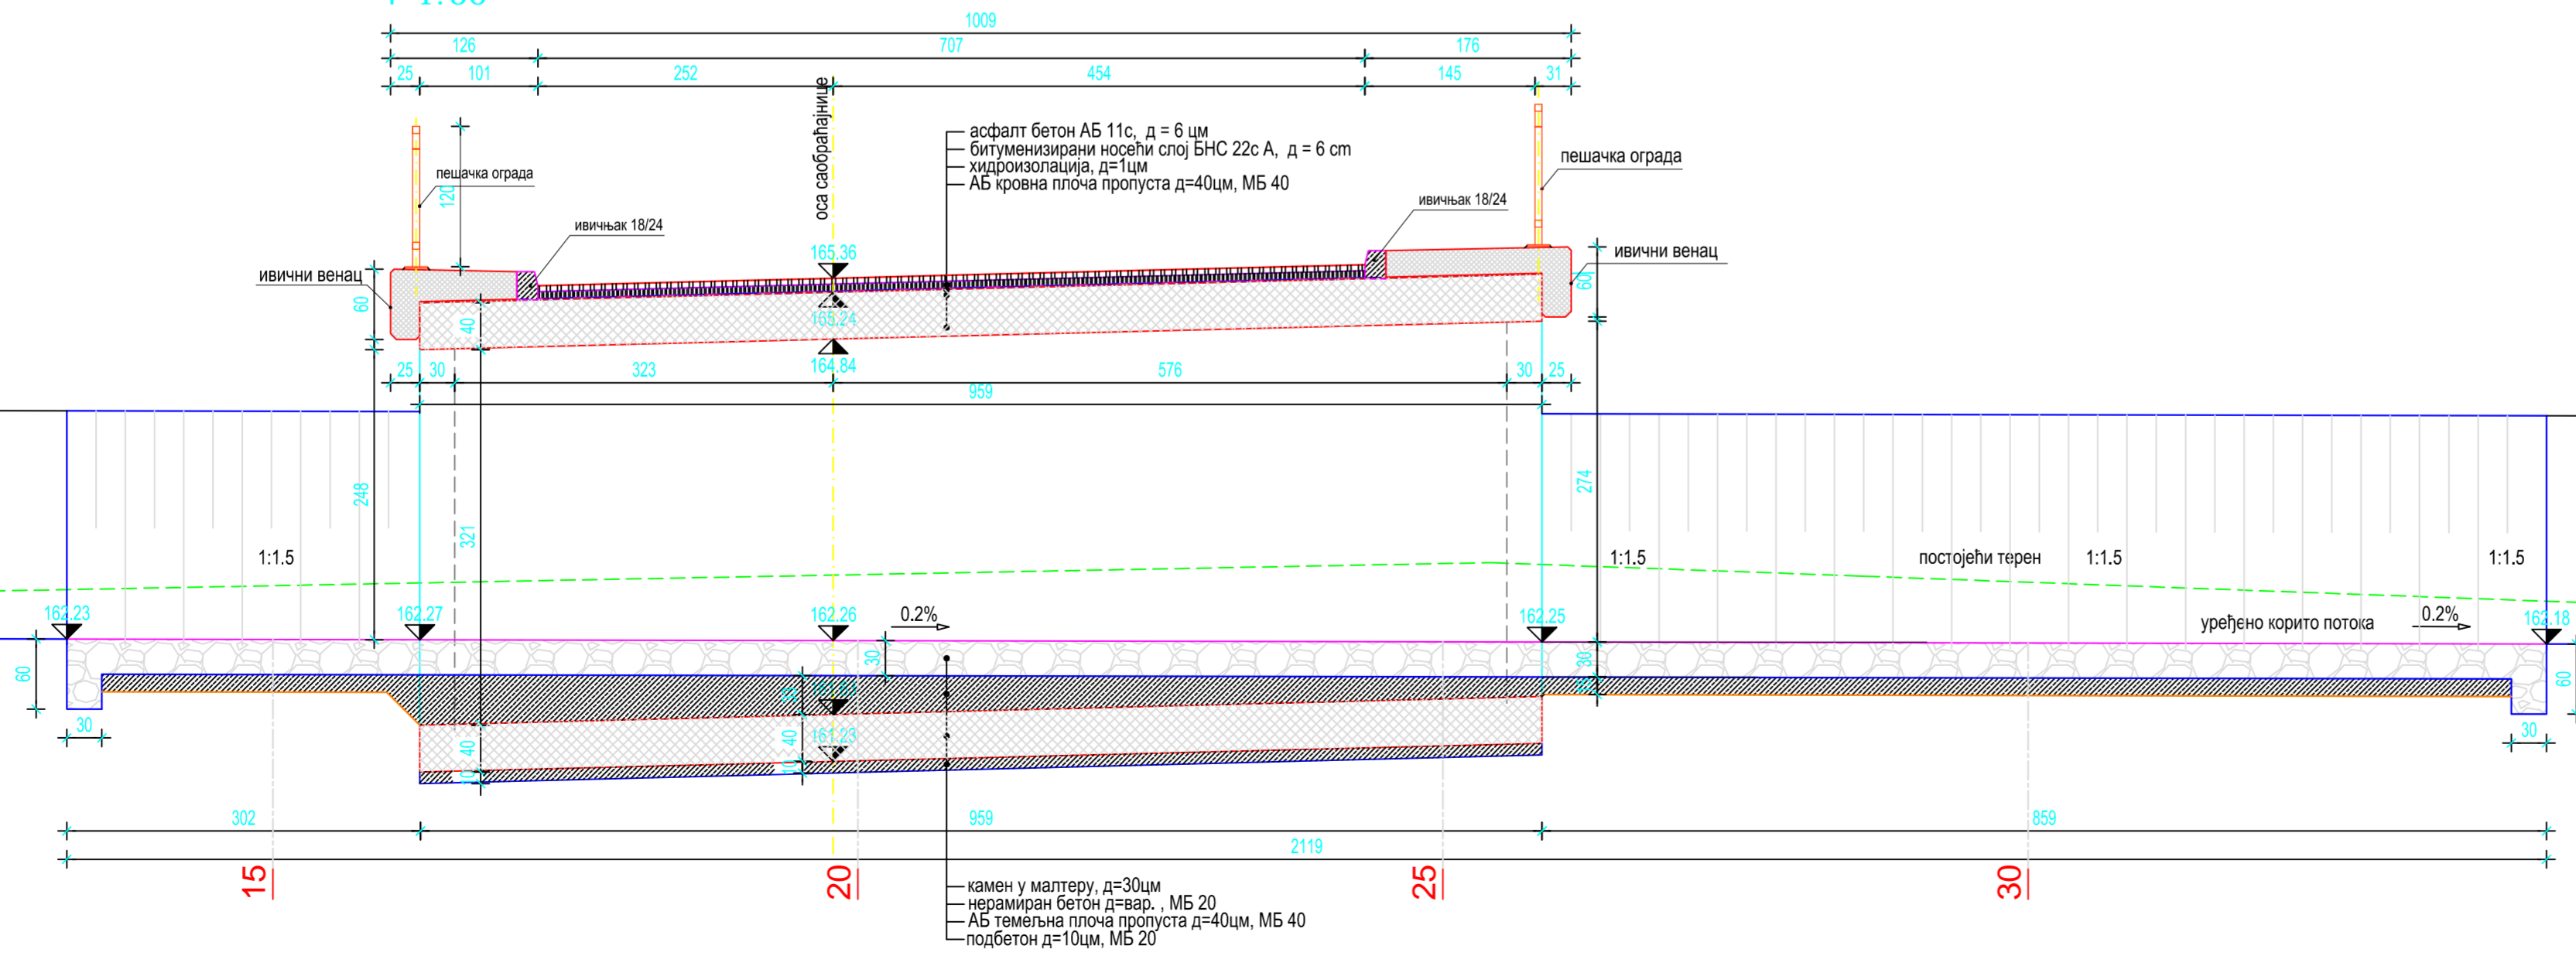 1009
126 707 176
25 101 252 454 145 31
оса саобраћајнице
асфалт бетон АБ 11с, д = 6 цм
битуменизирани носећи слој БНС 22с А, д = 6 cm
хидроизолација, д=1цм
АБ кровна плоча пропуста д=40цм, МБ 40
пешачка ограда
пешачка ограда
120
ивичњак 18/24
ивичњак 18/24
ивични венац
ивични венац
165.36
60
60
40
165.24
164.84
25 30 323 576 30 25
959
248
321
274
1:1.5
1:1.5
постојећи терен
1:1.5
1:1.5
162.23
162.27
162.26
0.2%
162.25
уређено корито потока
0.2%
162.18
60
30
30
60
30
40
40
161.23
10
10
30
302 959 859
2119
15
20
25
30
камен у малтеру, д=30цм
нерамиран бетон д=вар. , МБ 20
АБ темељна плоча пропуста д=40цм, МБ 40
подбетон д=10цм, МБ 20